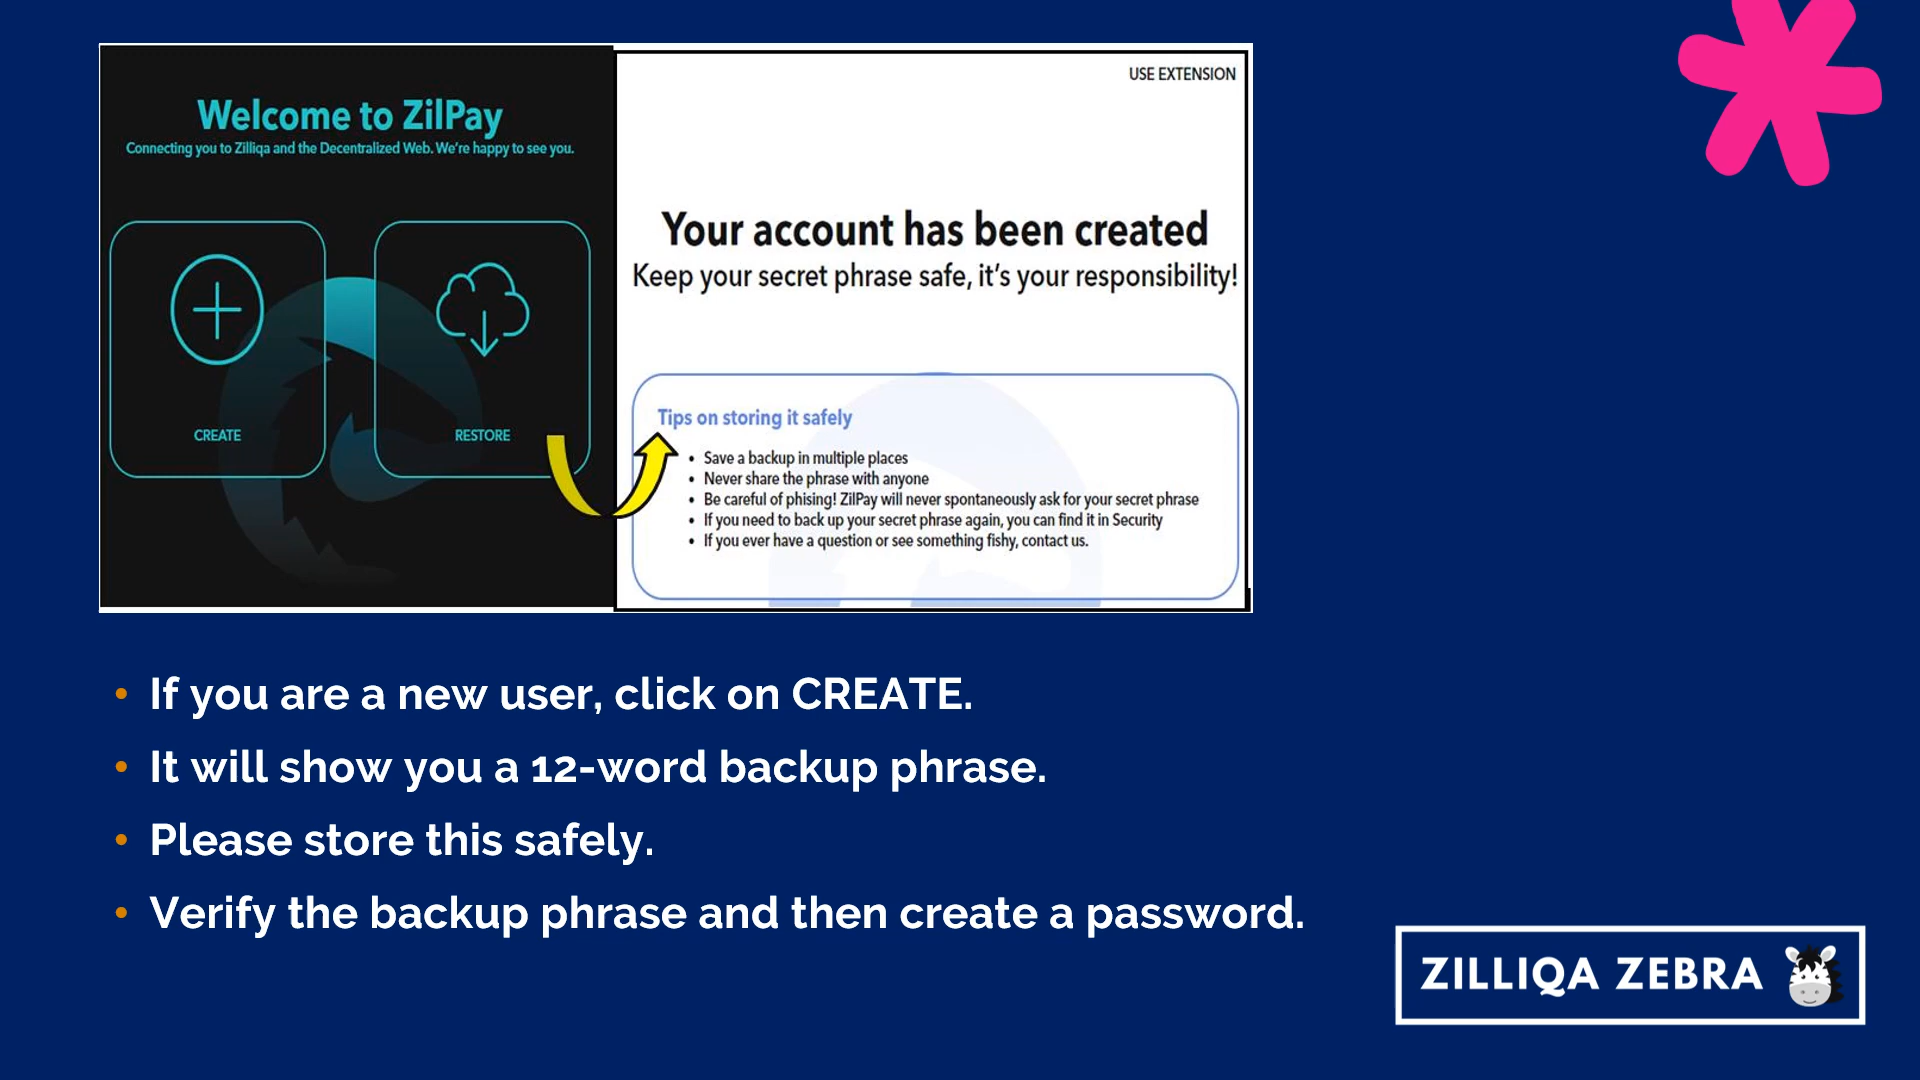 Welcome to ZilPay
Connecting you to Zilliqa and the Decentralized Web. We're happy to see you.
CREATE
RESTORE
USE EXTENSION
Your account has been created
Keep your secret phrase safe, it's your responsibility!
Tips on storing it safely
• Save a backup in multiple places
• Never share the phrase with anyone
• Be careful of phising! ZilPay will never spontaneously ask for your secret phrase
• If you need to back up your secret phrase again, you can find it in Security
• If you ever have a question or see something fishy, contact us.
• If you are a new user, click on CREATE.
• It will show you a 12-word backup phrase.
• Please store this safely.
• Verify the backup phrase and then create a password.
ZILLIQA ZEBRA